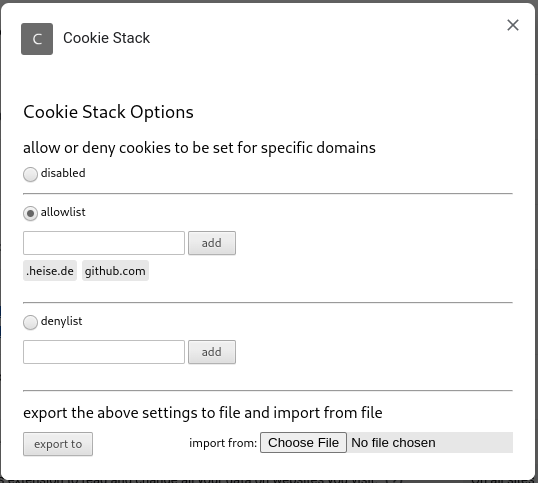 C Cookie Stack
Cookie Stack Options
allow or deny cookies to be set for specific domains
disabled
allowlist
add
.heise.de github.com
denylist
add
export the above settings to file and import from file
export to import from: Choose File No file chosen